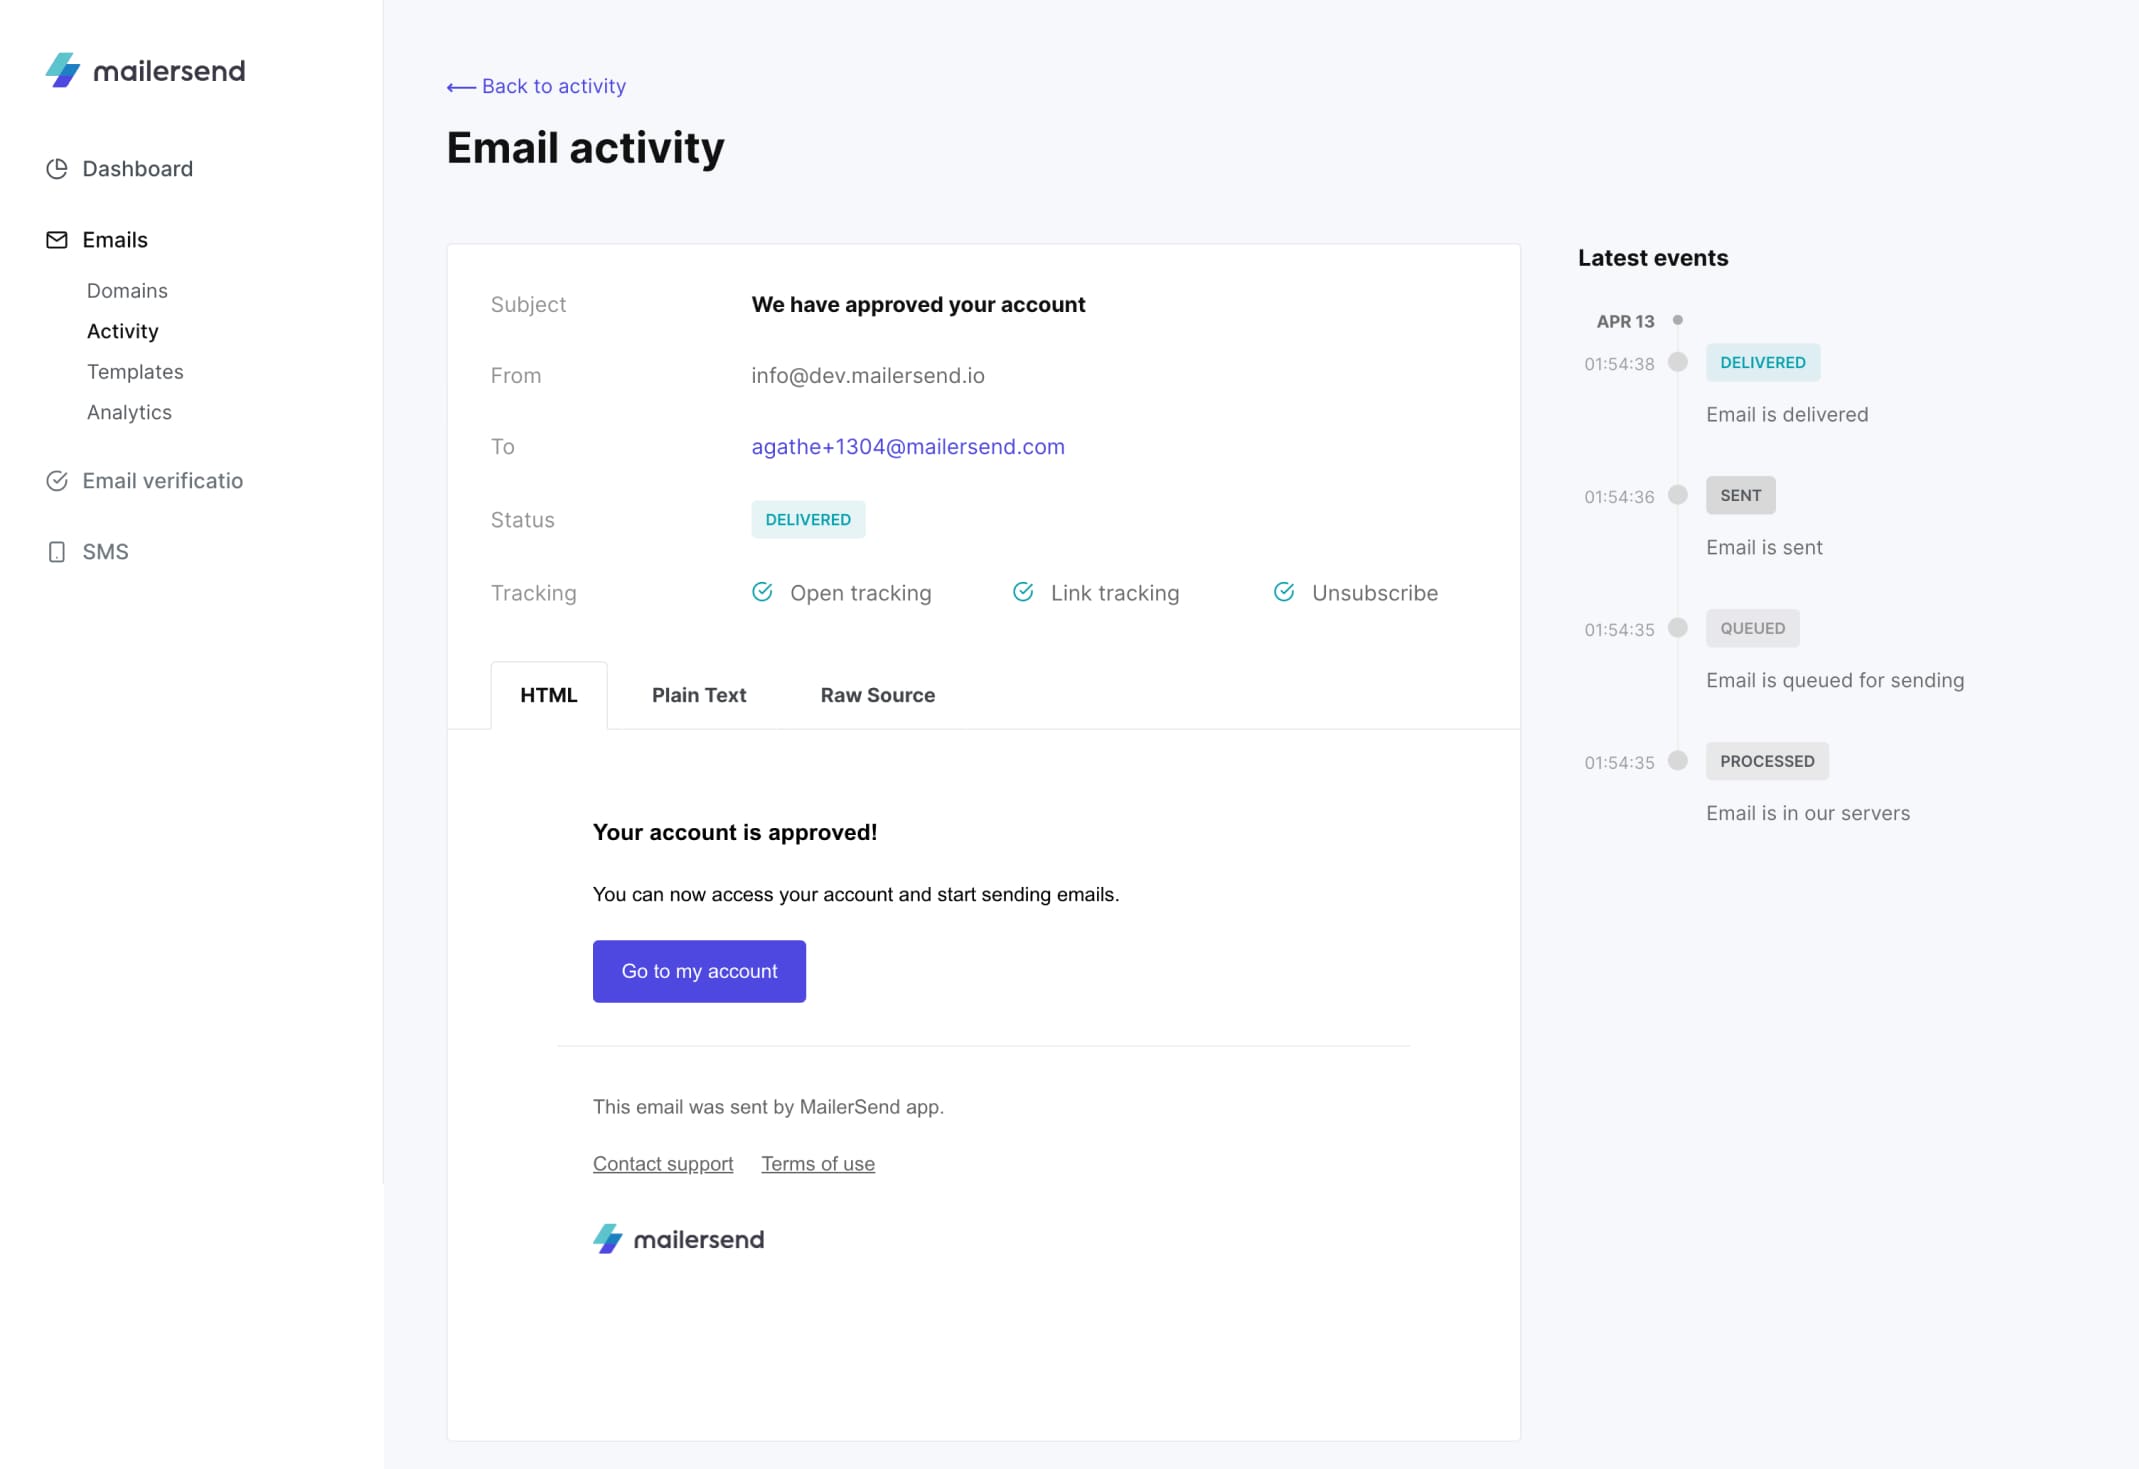 mailersend
Dashboard
Emails
Domains
Activity
Templates
Analytics
Email verificatio
SMS
Back to activity
Email activity
Subject We have approved your account
From info@dev.mailersend.io
To agathe+1304@mailersend.com
Status DELIVERED
Tracking Open tracking Link tracking Unsubscribe
HTML Plain Text Raw Source
Your account is approved!
You can now access your account and start sending emails.
Go to my account
This email was sent by MailerSend app.
Contact support Terms of use
mailersend
Latest events
APR 13
01:54:38 DELIVERED
Email is delivered
01:54:36 SENT
Email is sent
01:54:35 QUEUED
Email is queued for sending
01:54:35 PROCESSED
Email is in our servers